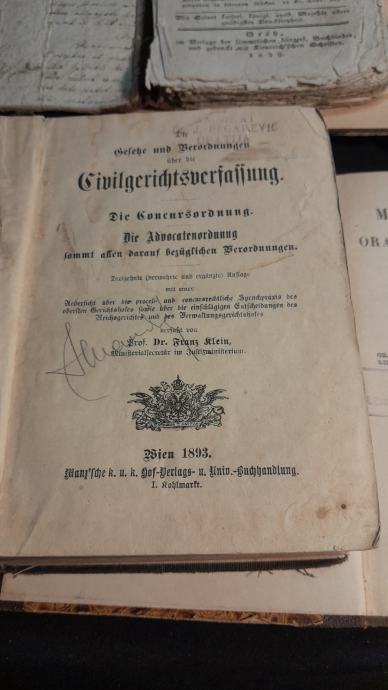 Die
Gesetze und Verordnungen
über die
Civilgerichtsverfassung.
Die Concursordnung.
Die Advocatenordnung
sammt allen darauf bezüglichen Verordnungen.
Dreizehnte (vermehrte und ergänzte) Auflage
mit einer
Uebersicht über die proceß- und concursrechtliche Spruchpraxis des
obersten Gerichtshofes sowie über die einschlägigen Entscheidungen des
Reichsgerichtes und des Verwaltungsgerichtshofes
verfaßt von
Prof. Dr. Franz Klein,
Ministerialsecretär im Justizministerium.
Wien 1893.
Manz'sche k. u. k. Hof-Verlags- u. Univ.-Buchhandlung.
I. Kohlmarkt.